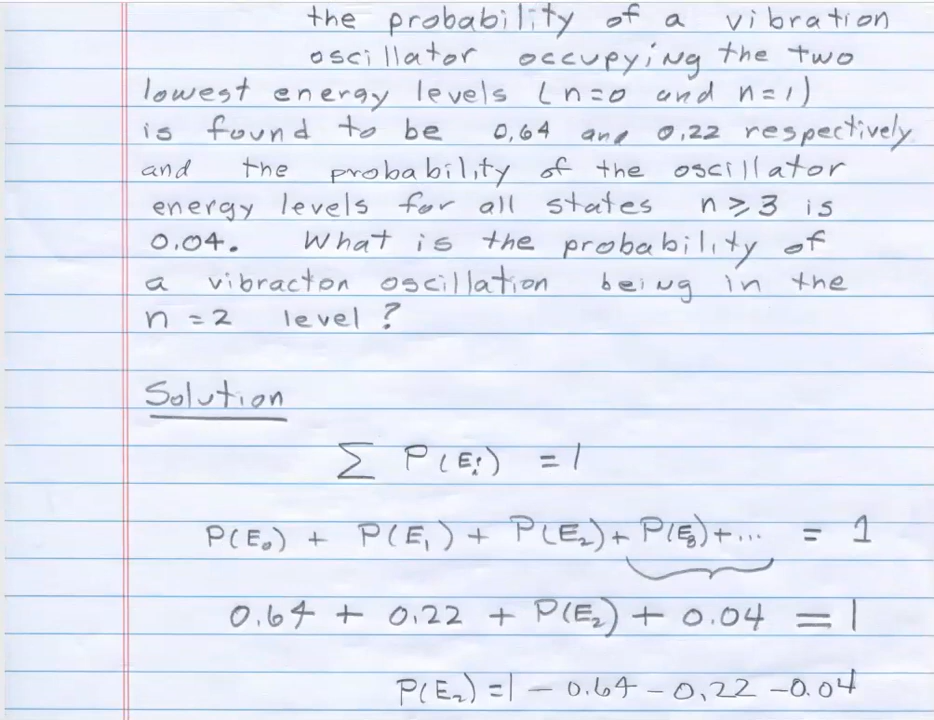 the probability of a vibration
oscillator occupying the two
lowest energy levels (n=0 and n=1)
is found to be 0.64 and 0.22 respectively
and the probability of the oscillator
energy levels for all states n ≥ 3 is
0.04. What is the probability of
a vibracton oscillation being in the
n = 2 level ?
Solution
∑ P(Eᵢ) = 1
P(E₀) + P(E₁) + P(E₂) + P(E₃) + ... = 1
0.64 + 0.22 + P(E₂) + 0.04 = 1
P(E₂) = 1 - 0.64 - 0.22 - 0.04